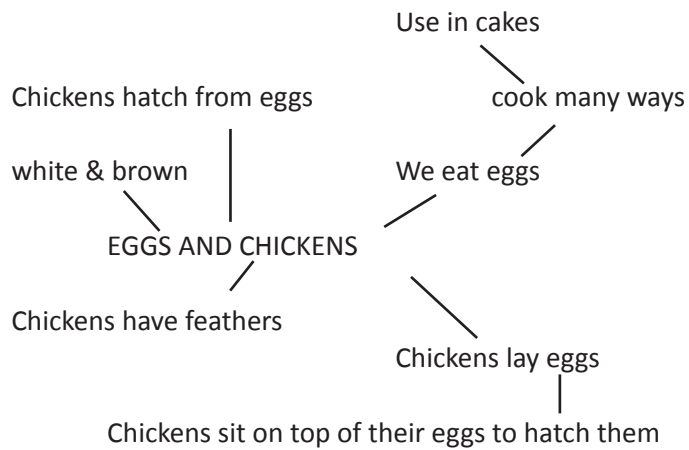 Use in cakes
Chickens hatch from eggs
cook many ways
white & brown
We eat eggs
EGGS AND CHICKENS
Chickens have feathers
Chickens lay eggs
Chickens sit on top of their eggs to hatch them